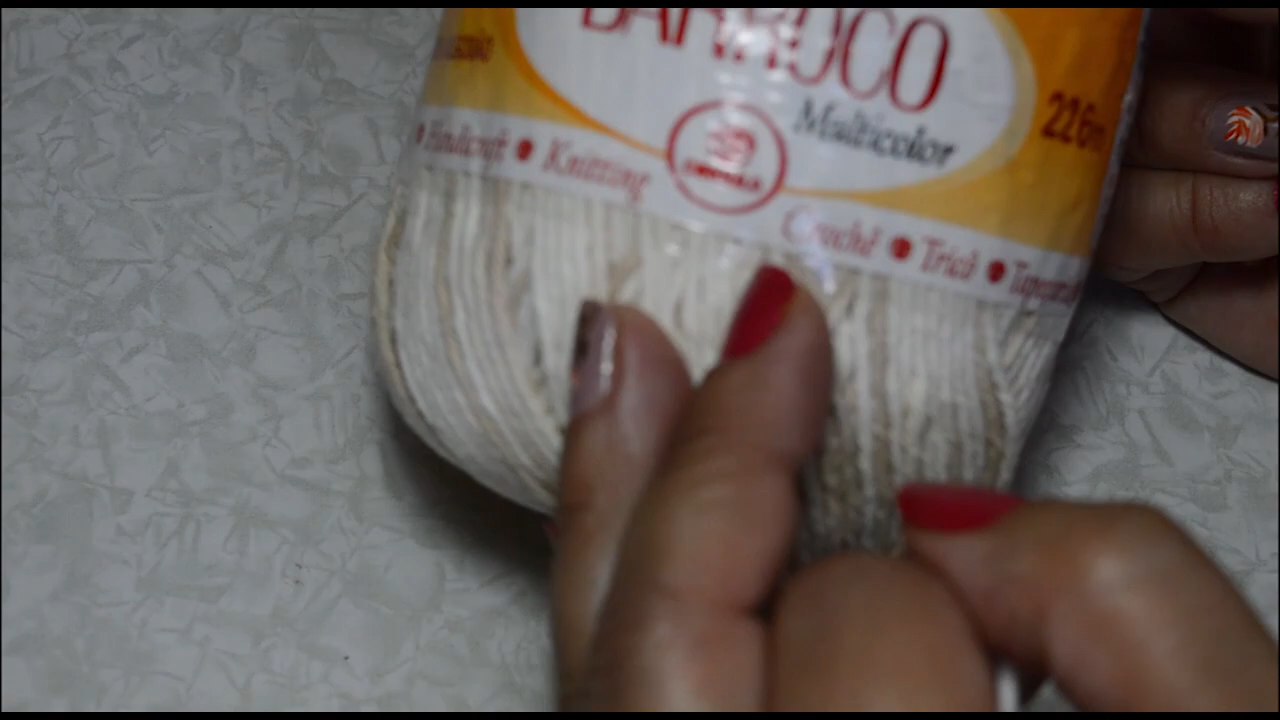 BARROCO
Multicolor
226m
Handcraft • Knitting
Crochê • Tricô • Tapeçaria